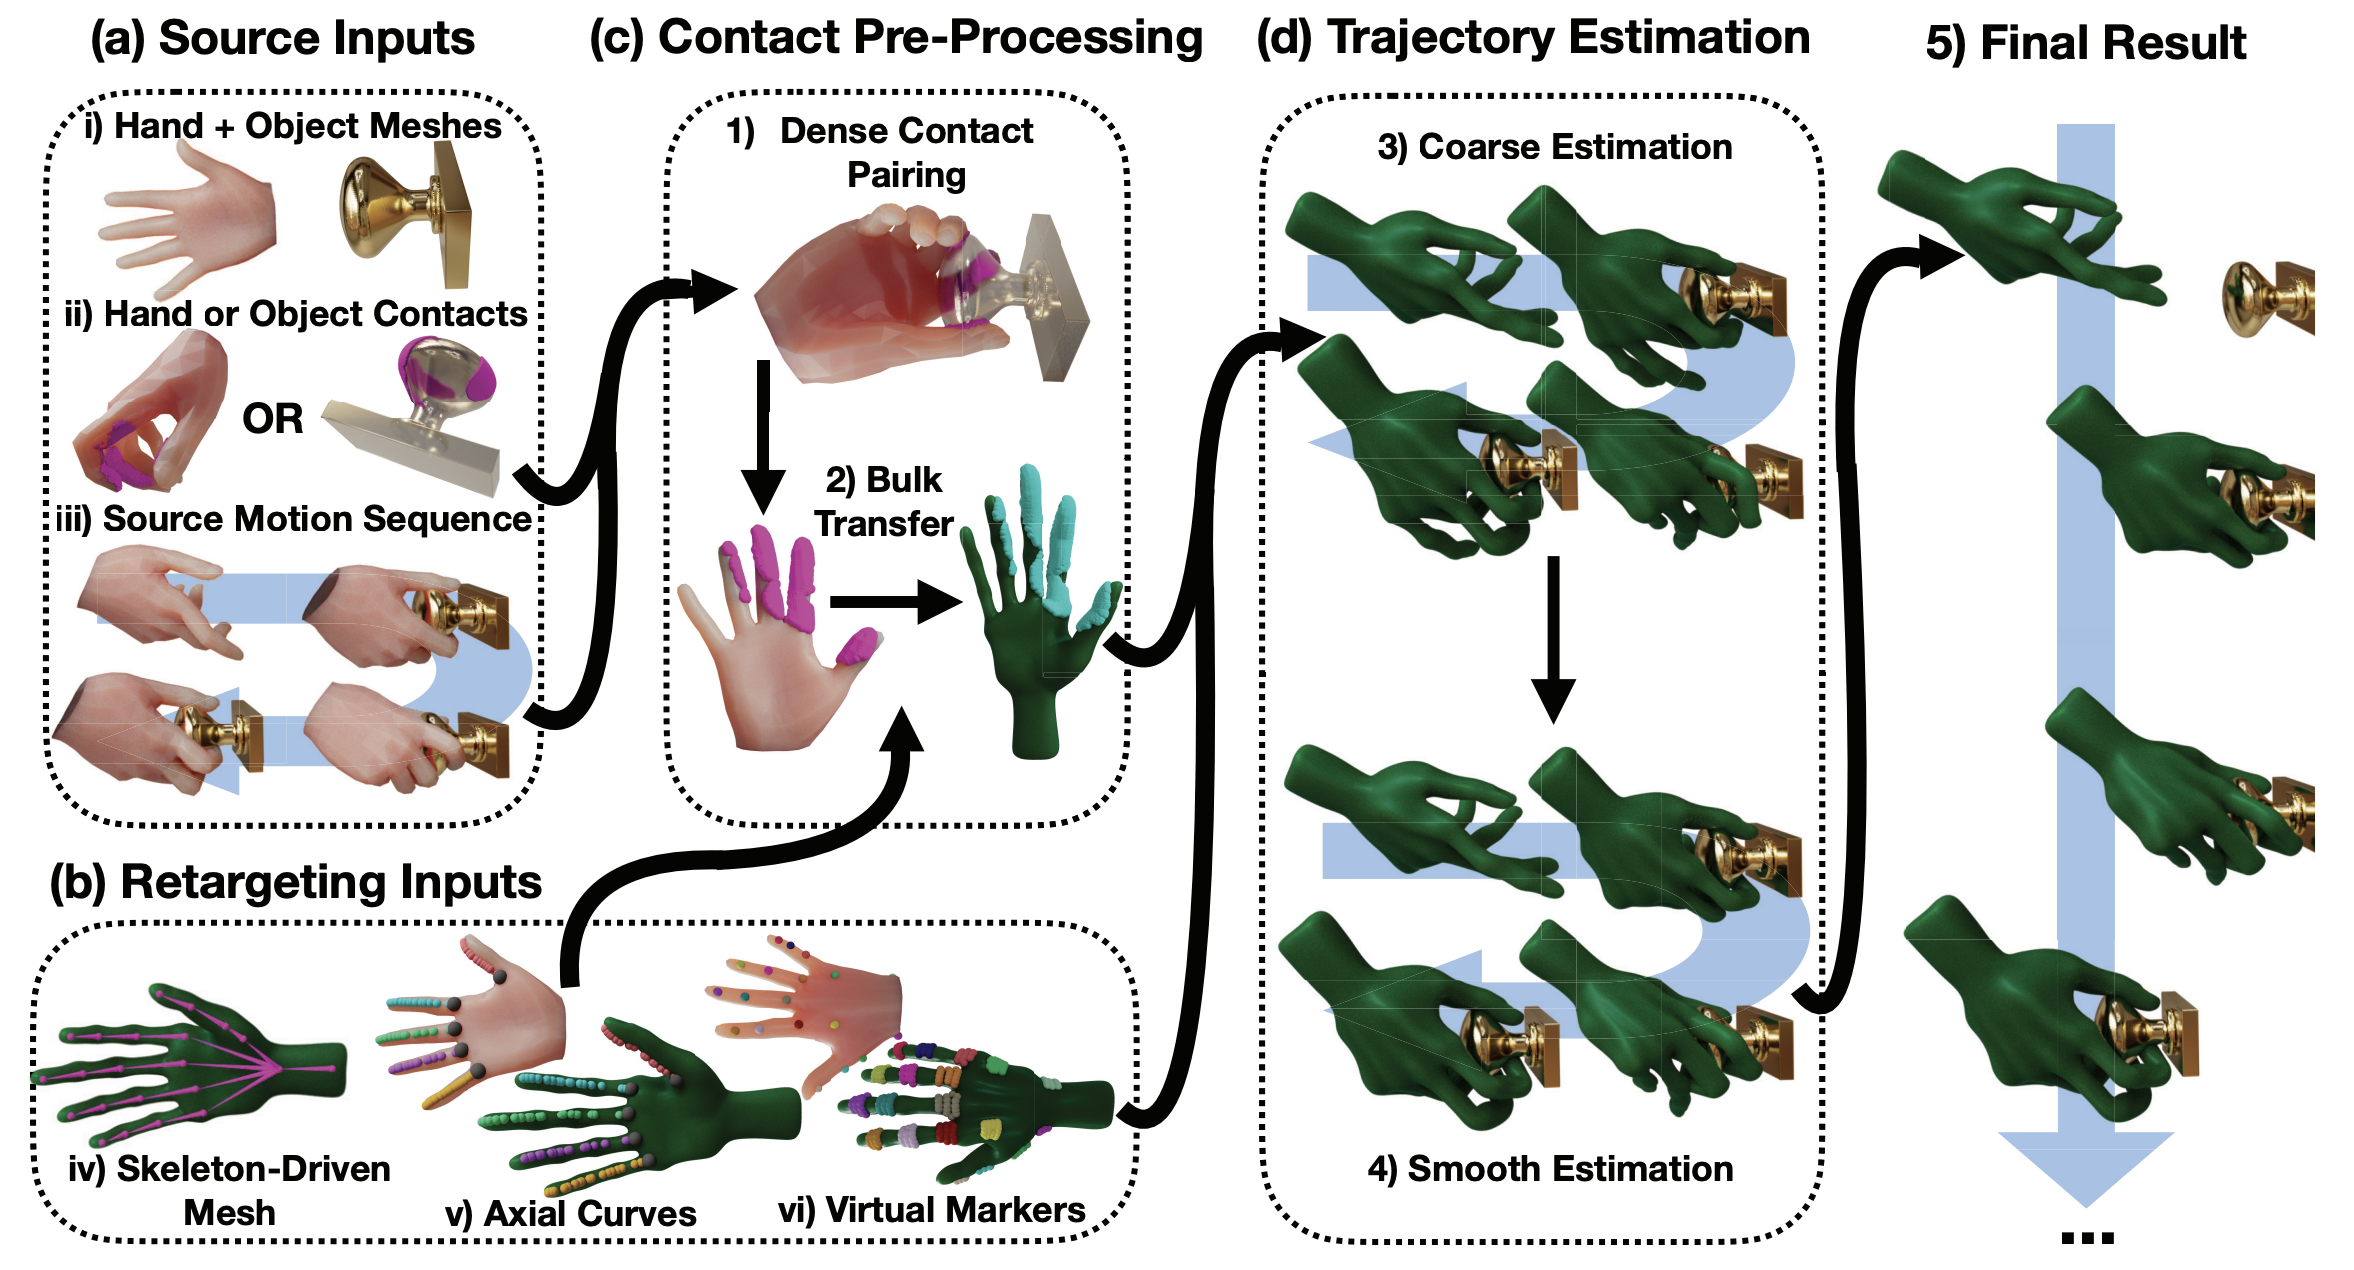 (a) Source Inputs
i) Hand + Object Meshes
ii) Hand or Object Contacts
OR
iii) Source Motion Sequence
(b) Retargeting Inputs
iv) Skeleton-Driven
Mesh
v) Axial Curves
vi) Virtual Markers
(c) Contact Pre-Processing
1) Dense Contact
Pairing
2) Bulk
Transfer
(d) Trajectory Estimation
3) Coarse Estimation
4) Smooth Estimation
5) Final Result
...